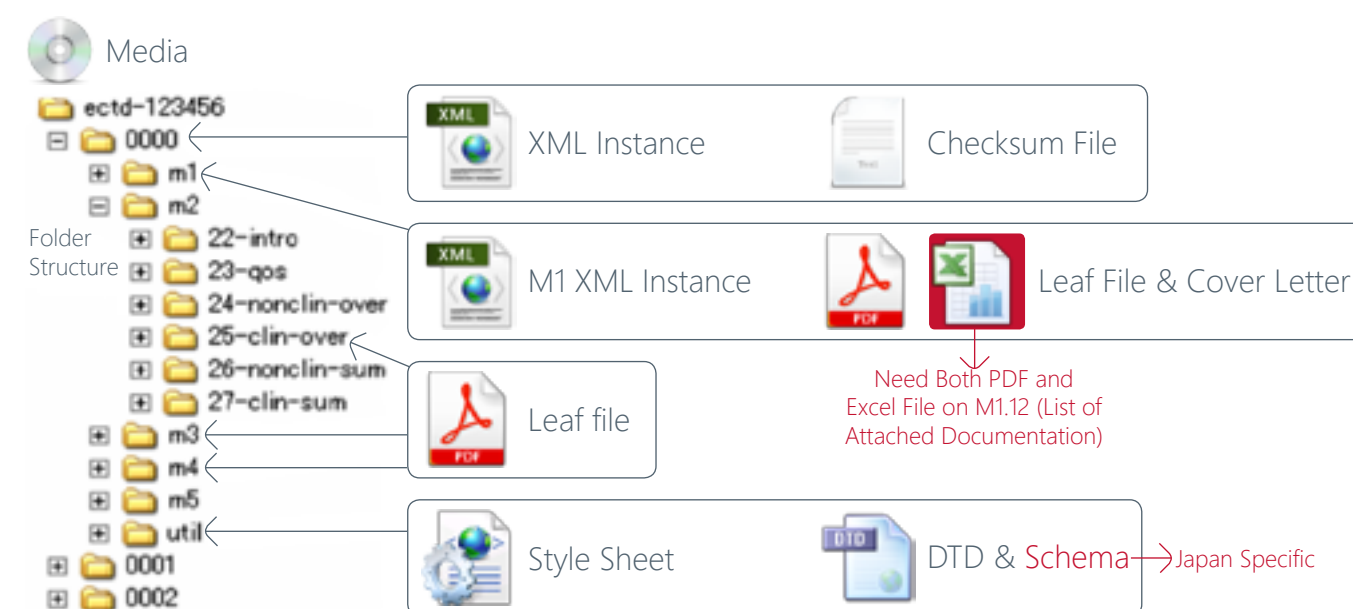 Media
ectd-123456
0000
XML
XML Instance
Text
Checksum File
m1
m2
Folder
Structure
22-intro
23-qos
24-nonclin-over
25-clin-over
26-nonclin-sum
27-clin-sum
XML
M1 XML Instance
PDF
Leaf File & Cover Letter
Need Both PDF and
Excel File on M1.12 (List of
Attached Documentation)
PDF
Leaf file
m3
m4
m5
util
Style Sheet
DTD
DTD & Schema
Japan Specific
0001
0002